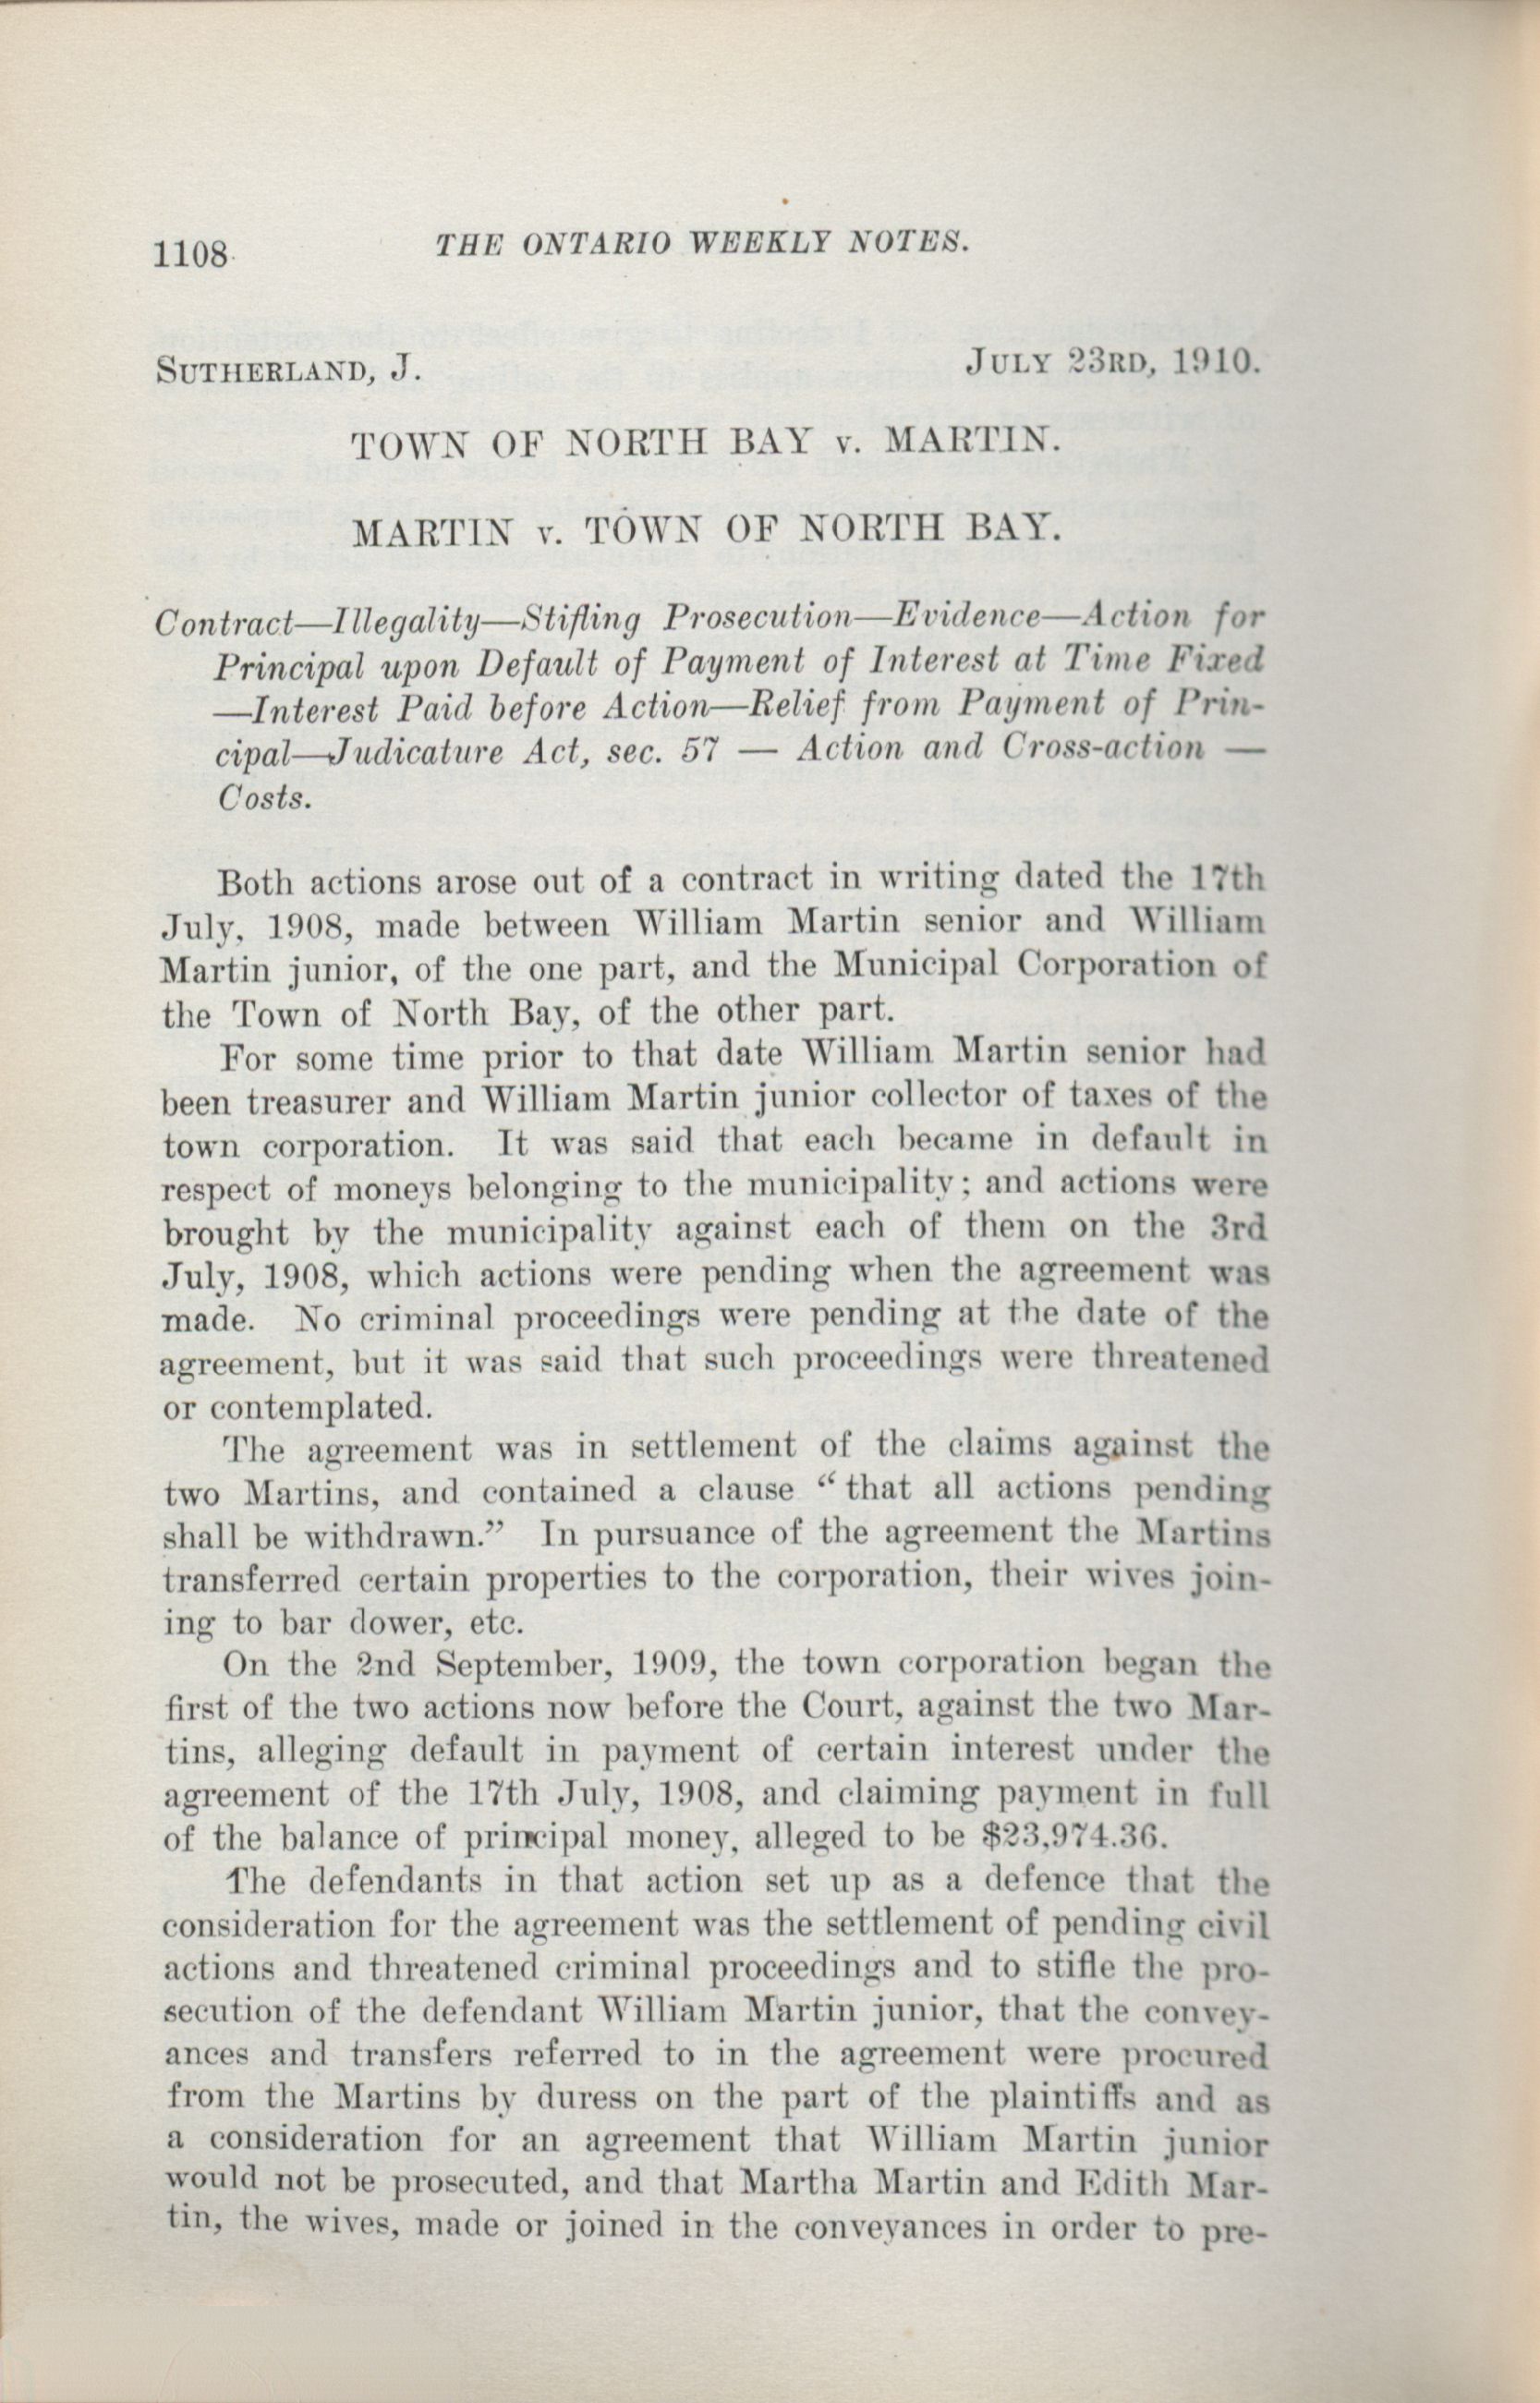 1108
THE ONTARIO WEEKLY NOTES.
SUTHERLAND, J.
JULY 23RD, 1910.
TOWN OF NORTH BAY v. MARTIN.
MARTIN v. TOWN OF NORTH BAY.
Contract—Illegality—Stifling Prosecution—Evidence—Action for
Principal upon Default of Payment of Interest at Time Fixed
—Interest Paid before Action—Relief from Payment of Prin-
cipal—Judicature Act, sec. 57 — Action and Cross-action —
Costs.
Both actions arose out of a contract in writing dated the 17th
July, 1908, made between William Martin senior and William
Martin junior, of the one part, and the Municipal Corporation of
the Town of North Bay, of the other part.
For some time prior to that date William Martin senior had
been treasurer and William Martin junior collector of taxes of the
town corporation. It was said that each became in default in
respect of moneys belonging to the municipality; and actions were
brought by the municipality against each of them on the 3rd
July, 1908, which actions were pending when the agreement was
made. No criminal proceedings were pending at the date of the
agreement, but it was said that such proceedings were threatened
or contemplated.
The agreement was in settlement of the claims against the
two Martins, and contained a clause "that all actions pending
shall be withdrawn." In pursuance of the agreement the Martins
transferred certain properties to the corporation, their wives join-
ing to bar dower, etc.
On the 2nd September, 1909, the town corporation began the
first of the two actions now before the Court, against the two Mar-
tins, alleging default in payment of certain interest under the
agreement of the 17th July, 1908, and claiming payment in full
of the balance of principal money, alleged to be $23,974.36.
The defendants in that action set up as a defence that the
consideration for the agreement was the settlement of pending civil
actions and threatened criminal proceedings and to stifle the pro-
secution of the defendant William Martin junior, that the convey-
ances and transfers referred to in the agreement were procured
from the Martins by duress on the part of the plaintiffs and as
a consideration for an agreement that William Martin junior
would not be prosecuted, and that Martha Martin and Edith Mar-
tin, the wives, made or joined in the conveyances in order to pre-